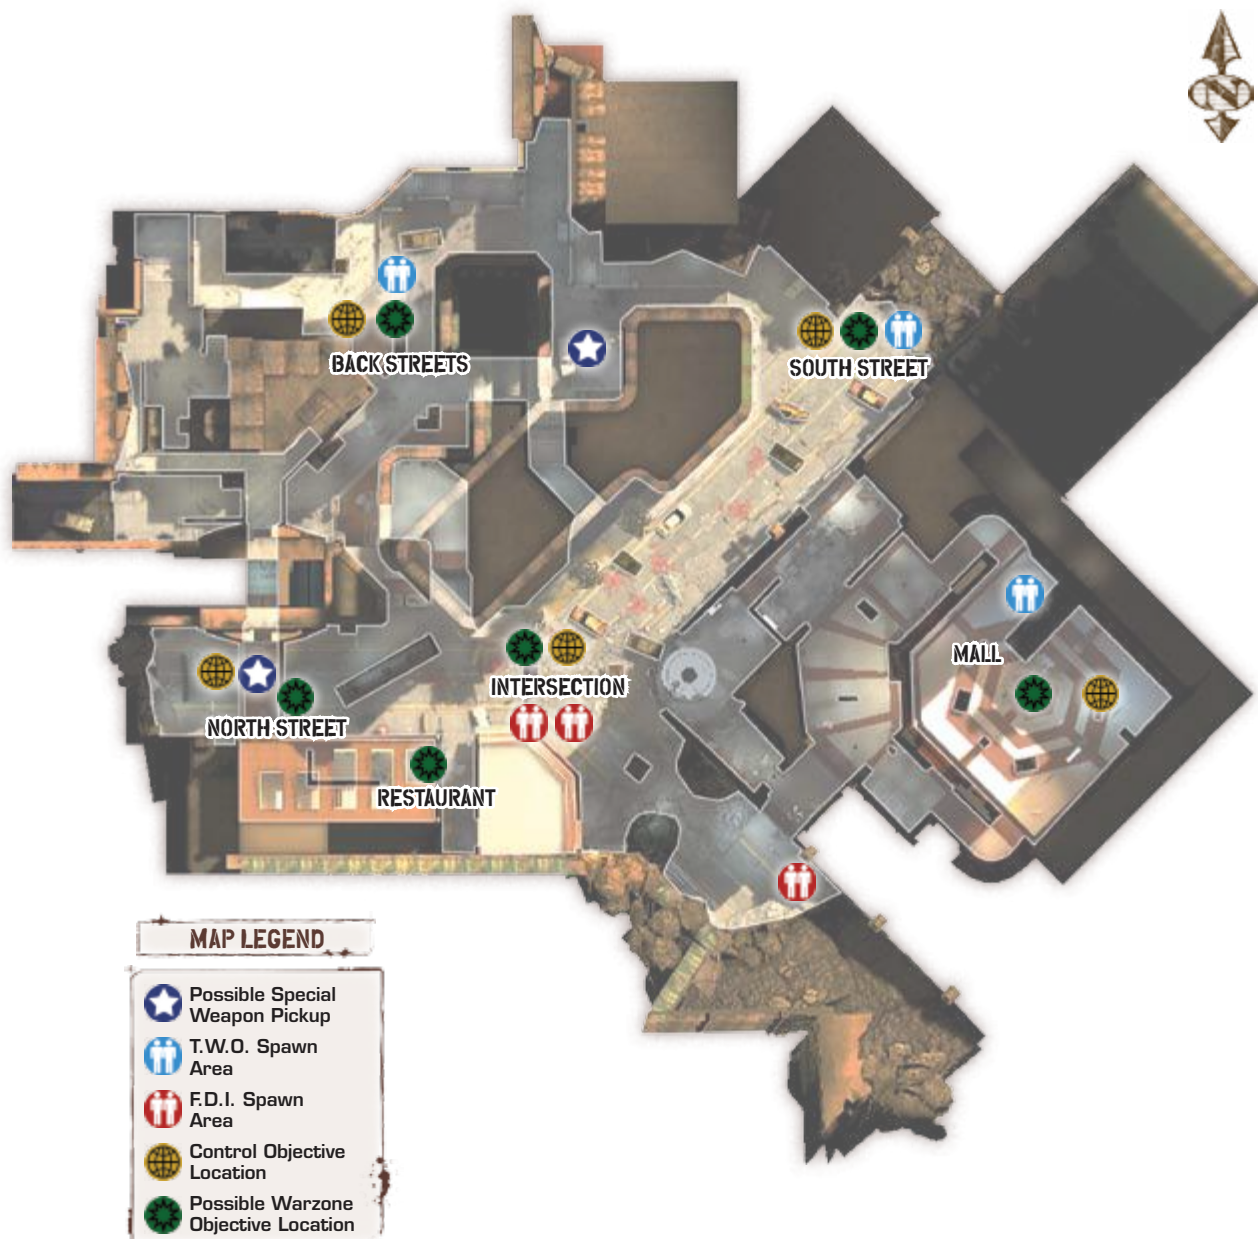 N
BACK STREETS
SOUTH STREET
MALL
INTERSECTION
NORTH STREET
RESTAURANT
MAP LEGEND
Possible Special
Weapon Pickup
T.W.O. Spawn
Area
F.D.I. Spawn
Area
Control Objective
Location
Possible Warzone
Objective Location